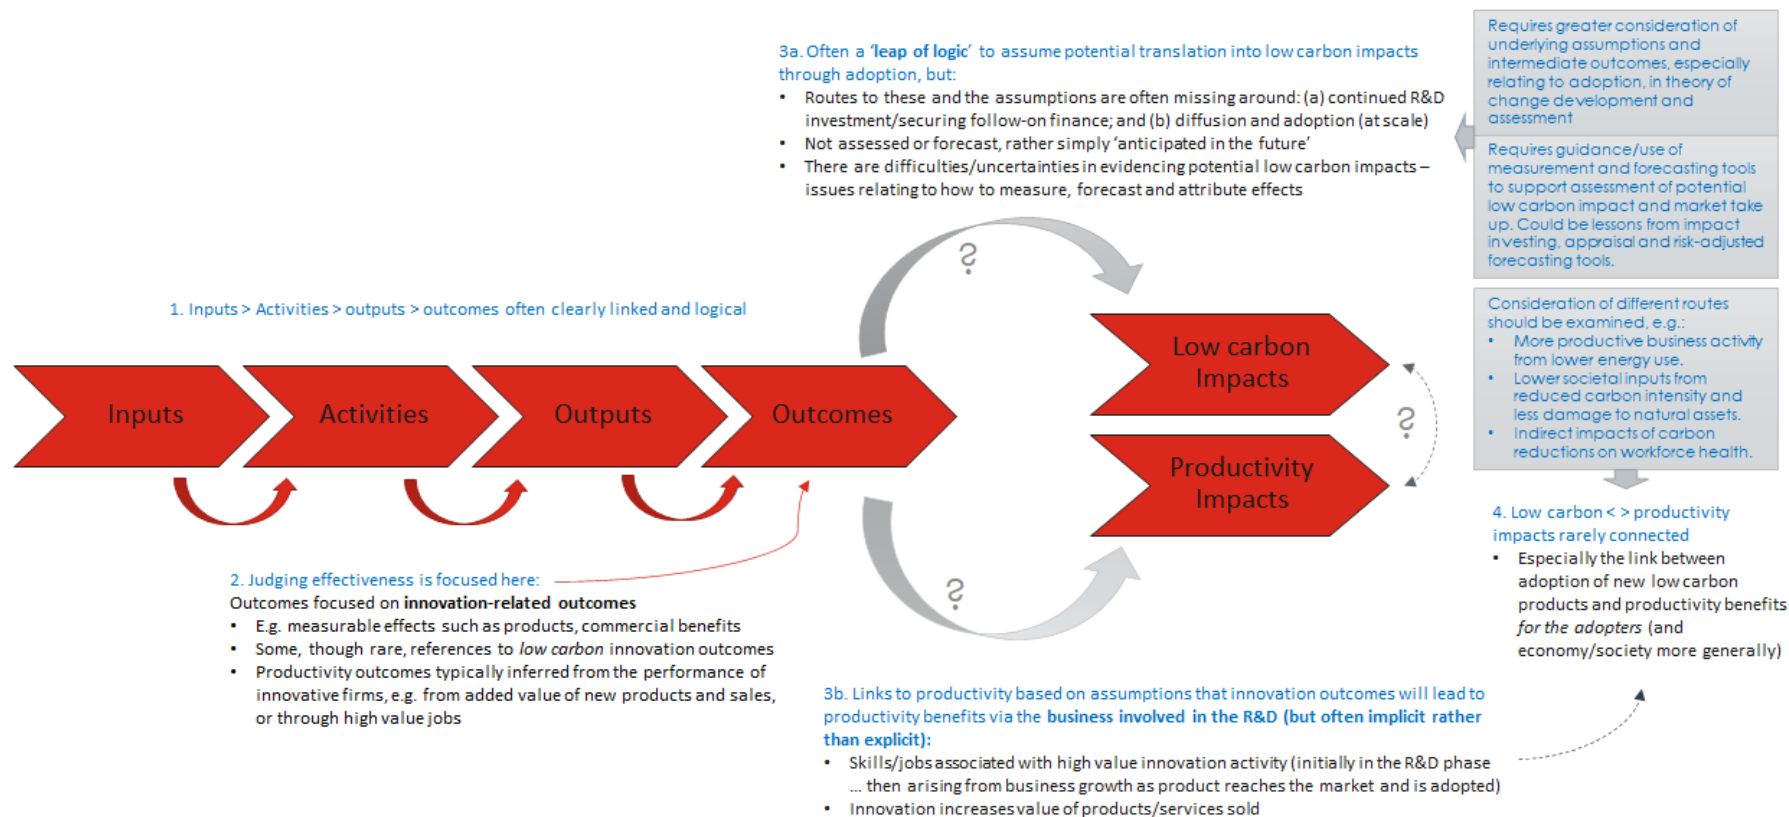 3a. Often a ‘leap of logic’ to assume potential translation into low carbon impacts
through adoption, but:
• Routes to these and the assumptions are often missing around: (a) continued R&D
investment/securing follow-on finance; and (b) diffusion and adoption (at scale)
• Not assessed or forecast, rather simply ‘anticipated in the future’
• There are difficulties/uncertainties in evidencing potential low carbon impacts –
issues relating to how to measure, forecast and attribute effects
Requires greater consideration of
underlying assumptions and
intermediate outcomes, especially
relating to adoption, in theory of
change development and
assessment
Requires guidance/use of
measurement and forecasting tools
to support assessment of potential
low carbon impact and market take
up. Could be lessons from impact
investing, appraisal and risk-adjusted
forecasting tools.
?
1. Inputs > Activities > outputs > outcomes often clearly linked and logical
Inputs
Activities
Outputs
Outcomes
Low carbon
Impacts
Productivity
Impacts
?
Consideration of different routes
should be examined, e.g.:
• More productive business activity
from lower energy use.
• Lower societal inputs from
reduced carbon intensity and
less damage to natural assets.
• Indirect impacts of carbon
reductions on workforce health.
2. Judging effectiveness is focused here:
Outcomes focused on innovation-related outcomes
• E.g. measurable effects such as products, commercial benefits
• Some, though rare, references to low carbon innovation outcomes
• Productivity outcomes typically inferred from the performance of
innovative firms, e.g. from added value of new products and sales,
or through high value jobs
?
3b. Links to productivity based on assumptions that innovation outcomes will lead to
productivity benefits via the business involved in the R&D (but often implicit rather
than explicit):
• Skills/jobs associated with high value innovation activity (initially in the R&D phase
... then arising from business growth as product reaches the market and is adopted)
• Innovation increases value of products/services sold
4. Low carbon < > productivity
impacts rarely connected
• Especially the link between
adoption of new low carbon
products and productivity benefits
for the adopters (and
economy/society more generally)